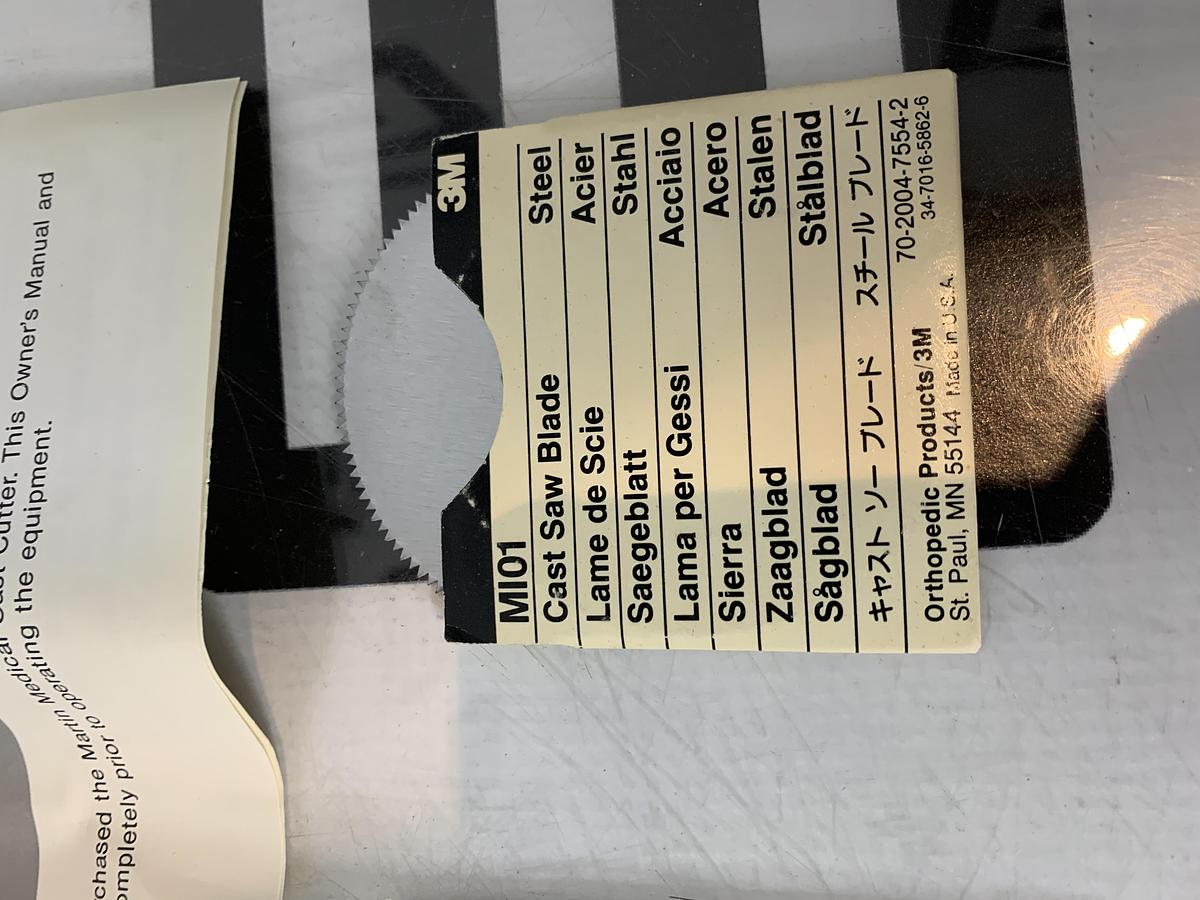 chased the Martin Medical Cast Cutter. This Owner's Manual and
ompletely prior to operating the equipment.
3M
MI01
Cast Saw Blade Steel
Lame de Scie Acier
Saegeblatt Stahl
Lama per Gessi Acciaio
Sierra Acero
Zaagblad Stalen
Sågblad Stålblad
キャスト ソー ブレード スチール ブレード
70-2004-7554-2
Orthopedic Products/3M 34-7016-5862-6
St. Paul, MN 55144 Made in U.S.A.